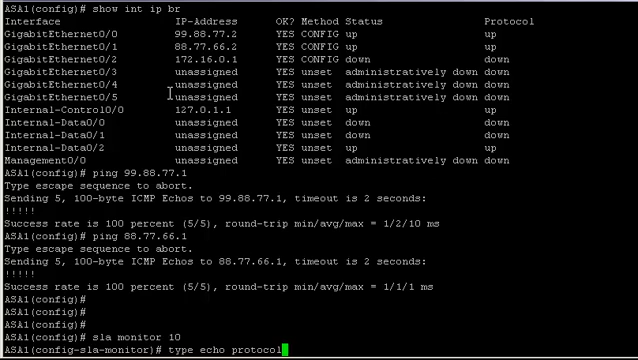 ASA1(config)# show int ip br
Interface IP-Address OK? Method Status Protocol
GigabitEthernet0/0 99.88.77.2 YES CONFIG up up
GigabitEthernet0/1 88.77.66.2 YES CONFIG up up
GigabitEthernet0/2 172.16.0.1 YES CONFIG down down
GigabitEthernet0/3 unassigned YES unset administratively down down
GigabitEthernet0/4 unassigned YES unset administratively down down
GigabitEthernet0/5 unassigned YES unset administratively down down
Internal-Control0/0 127.0.1.1 YES unset up up
Internal-Data0/0 unassigned YES unset down down
Internal-Data0/1 unassigned YES unset down down
Internal-Data0/2 unassigned YES unset up up
Management0/0 unassigned YES unset administratively down down
ASA1(config)# ping 99.88.77.1
Type escape sequence to abort.
Sending 5, 100-byte ICMP Echos to 99.88.77.1, timeout is 2 seconds:
!!!!!
Success rate is 100 percent (5/5), round-trip min/avg/max = 1/2/10 ms
ASA1(config)# ping 88.77.66.1
Type escape sequence to abort.
Sending 5, 100-byte ICMP Echos to 88.77.66.1, timeout is 2 seconds:
!!!!!
Success rate is 100 percent (5/5), round-trip min/avg/max = 1/1/1 ms
ASA1(config)#
ASA1(config)#
ASA1(config)#
ASA1(config)# sla monitor 10
ASA1(config-sla-monitor)# type echo protocol